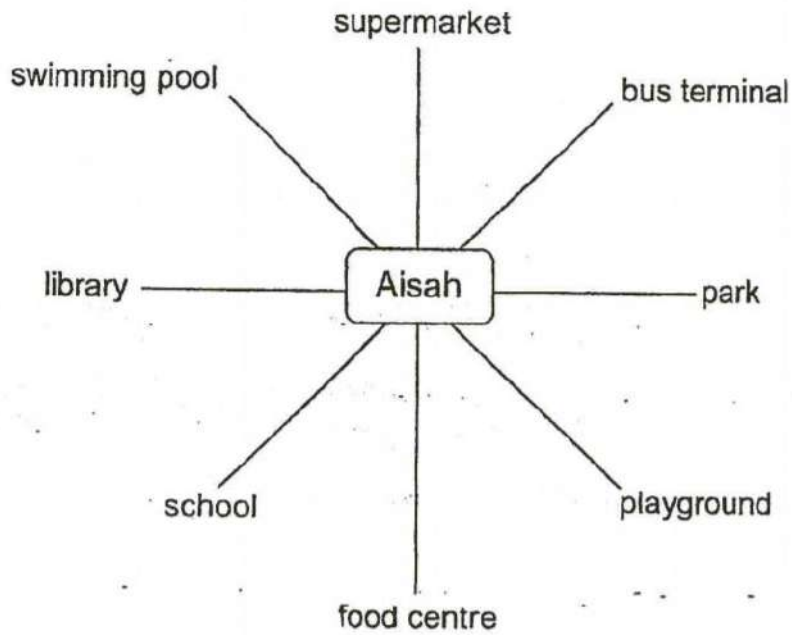 supermarket
swimming pool
bus terminal
library
Aisah
park
school
playground
food centre